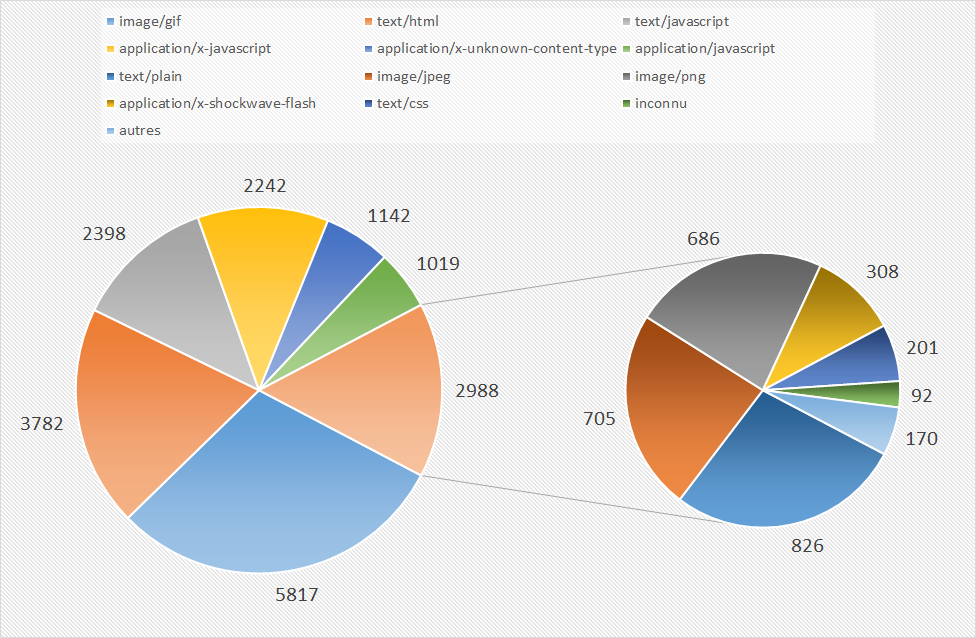 image/gif text/html text/javascript
application/x-javascript application/x-unknown-content-type application/javascript
text/plain image/jpeg image/png
application/x-shockwave-flash text/css inconnu
autres
2242
1142
2398
1019
2988
3782
5817
686
308
201
92
170
705
826